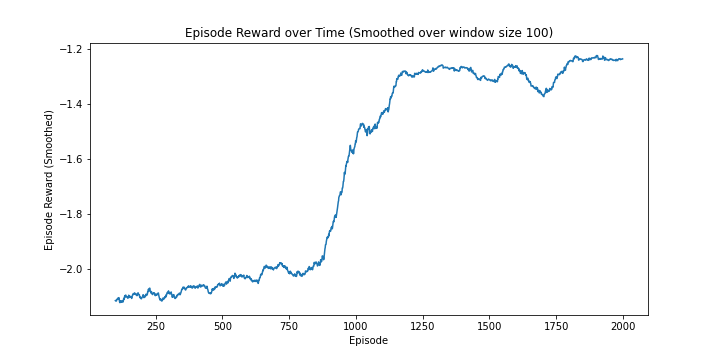 Episode Reward over Time (Smoothed over window size 100)
Episode Reward (Smoothed)
−1.2
−1.4
−1.6
−1.8
−2.0
250 500 750 1000 1250 1500 1750 2000
Episode